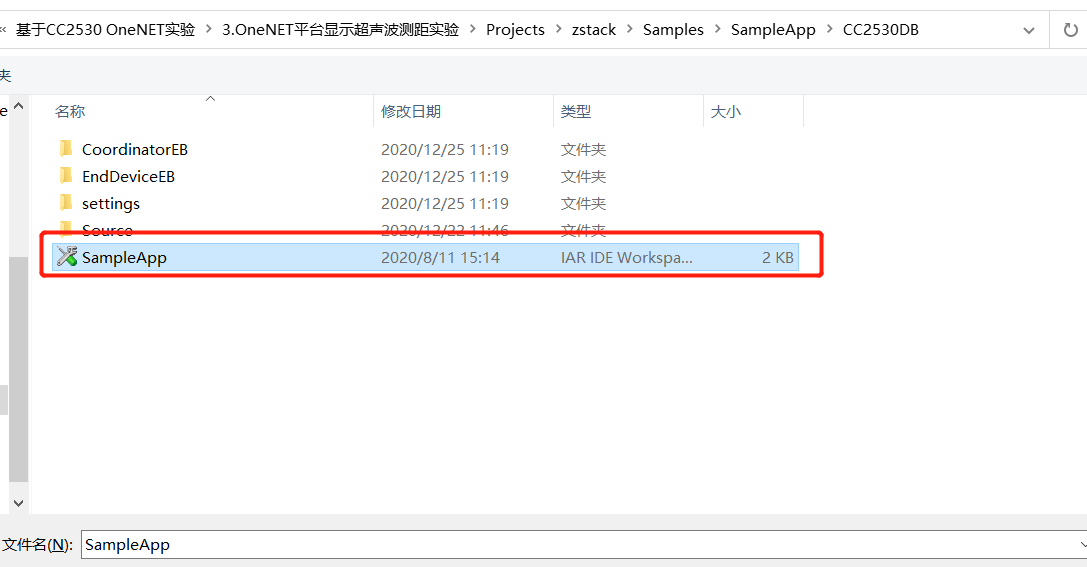 « 基于CC2530 OneNET实验 › 3.OneNET平台显示超声波测距实验 › Projects › zstack › Samples › SampleApp › CC2530DB
夹
e
名称 修改日期 类型 大小
CoordinatorEB 2020/12/25 11:19 文件夹
EndDeviceEB 2020/12/25 11:19 文件夹
settings 2020/12/25 11:19 文件夹
Source 2020/12/22 11:46 文件夹
SampleApp 2020/8/11 15:14 IAR IDE Workspa... 2 KB
文件名(N): SampleApp